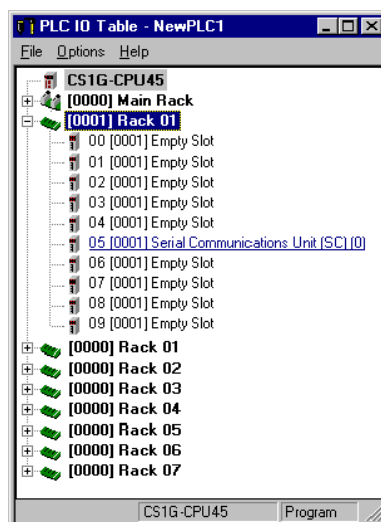 PLC IO Table - NewPLC1
File Options Help
CS1G-CPU45
[0000] Main Rack
[0001] Rack 01
00 [0001] Empty Slot
01 [0001] Empty Slot
02 [0001] Empty Slot
03 [0001] Empty Slot
04 [0001] Empty Slot
05 [0001] Serial Communications Unit (SC) (0)
06 [0001] Empty Slot
07 [0001] Empty Slot
08 [0001] Empty Slot
09 [0001] Empty Slot
[0000] Rack 01
[0000] Rack 02
[0000] Rack 03
[0000] Rack 04
[0000] Rack 05
[0000] Rack 06
[0000] Rack 07
CS1G-CPU45 Program